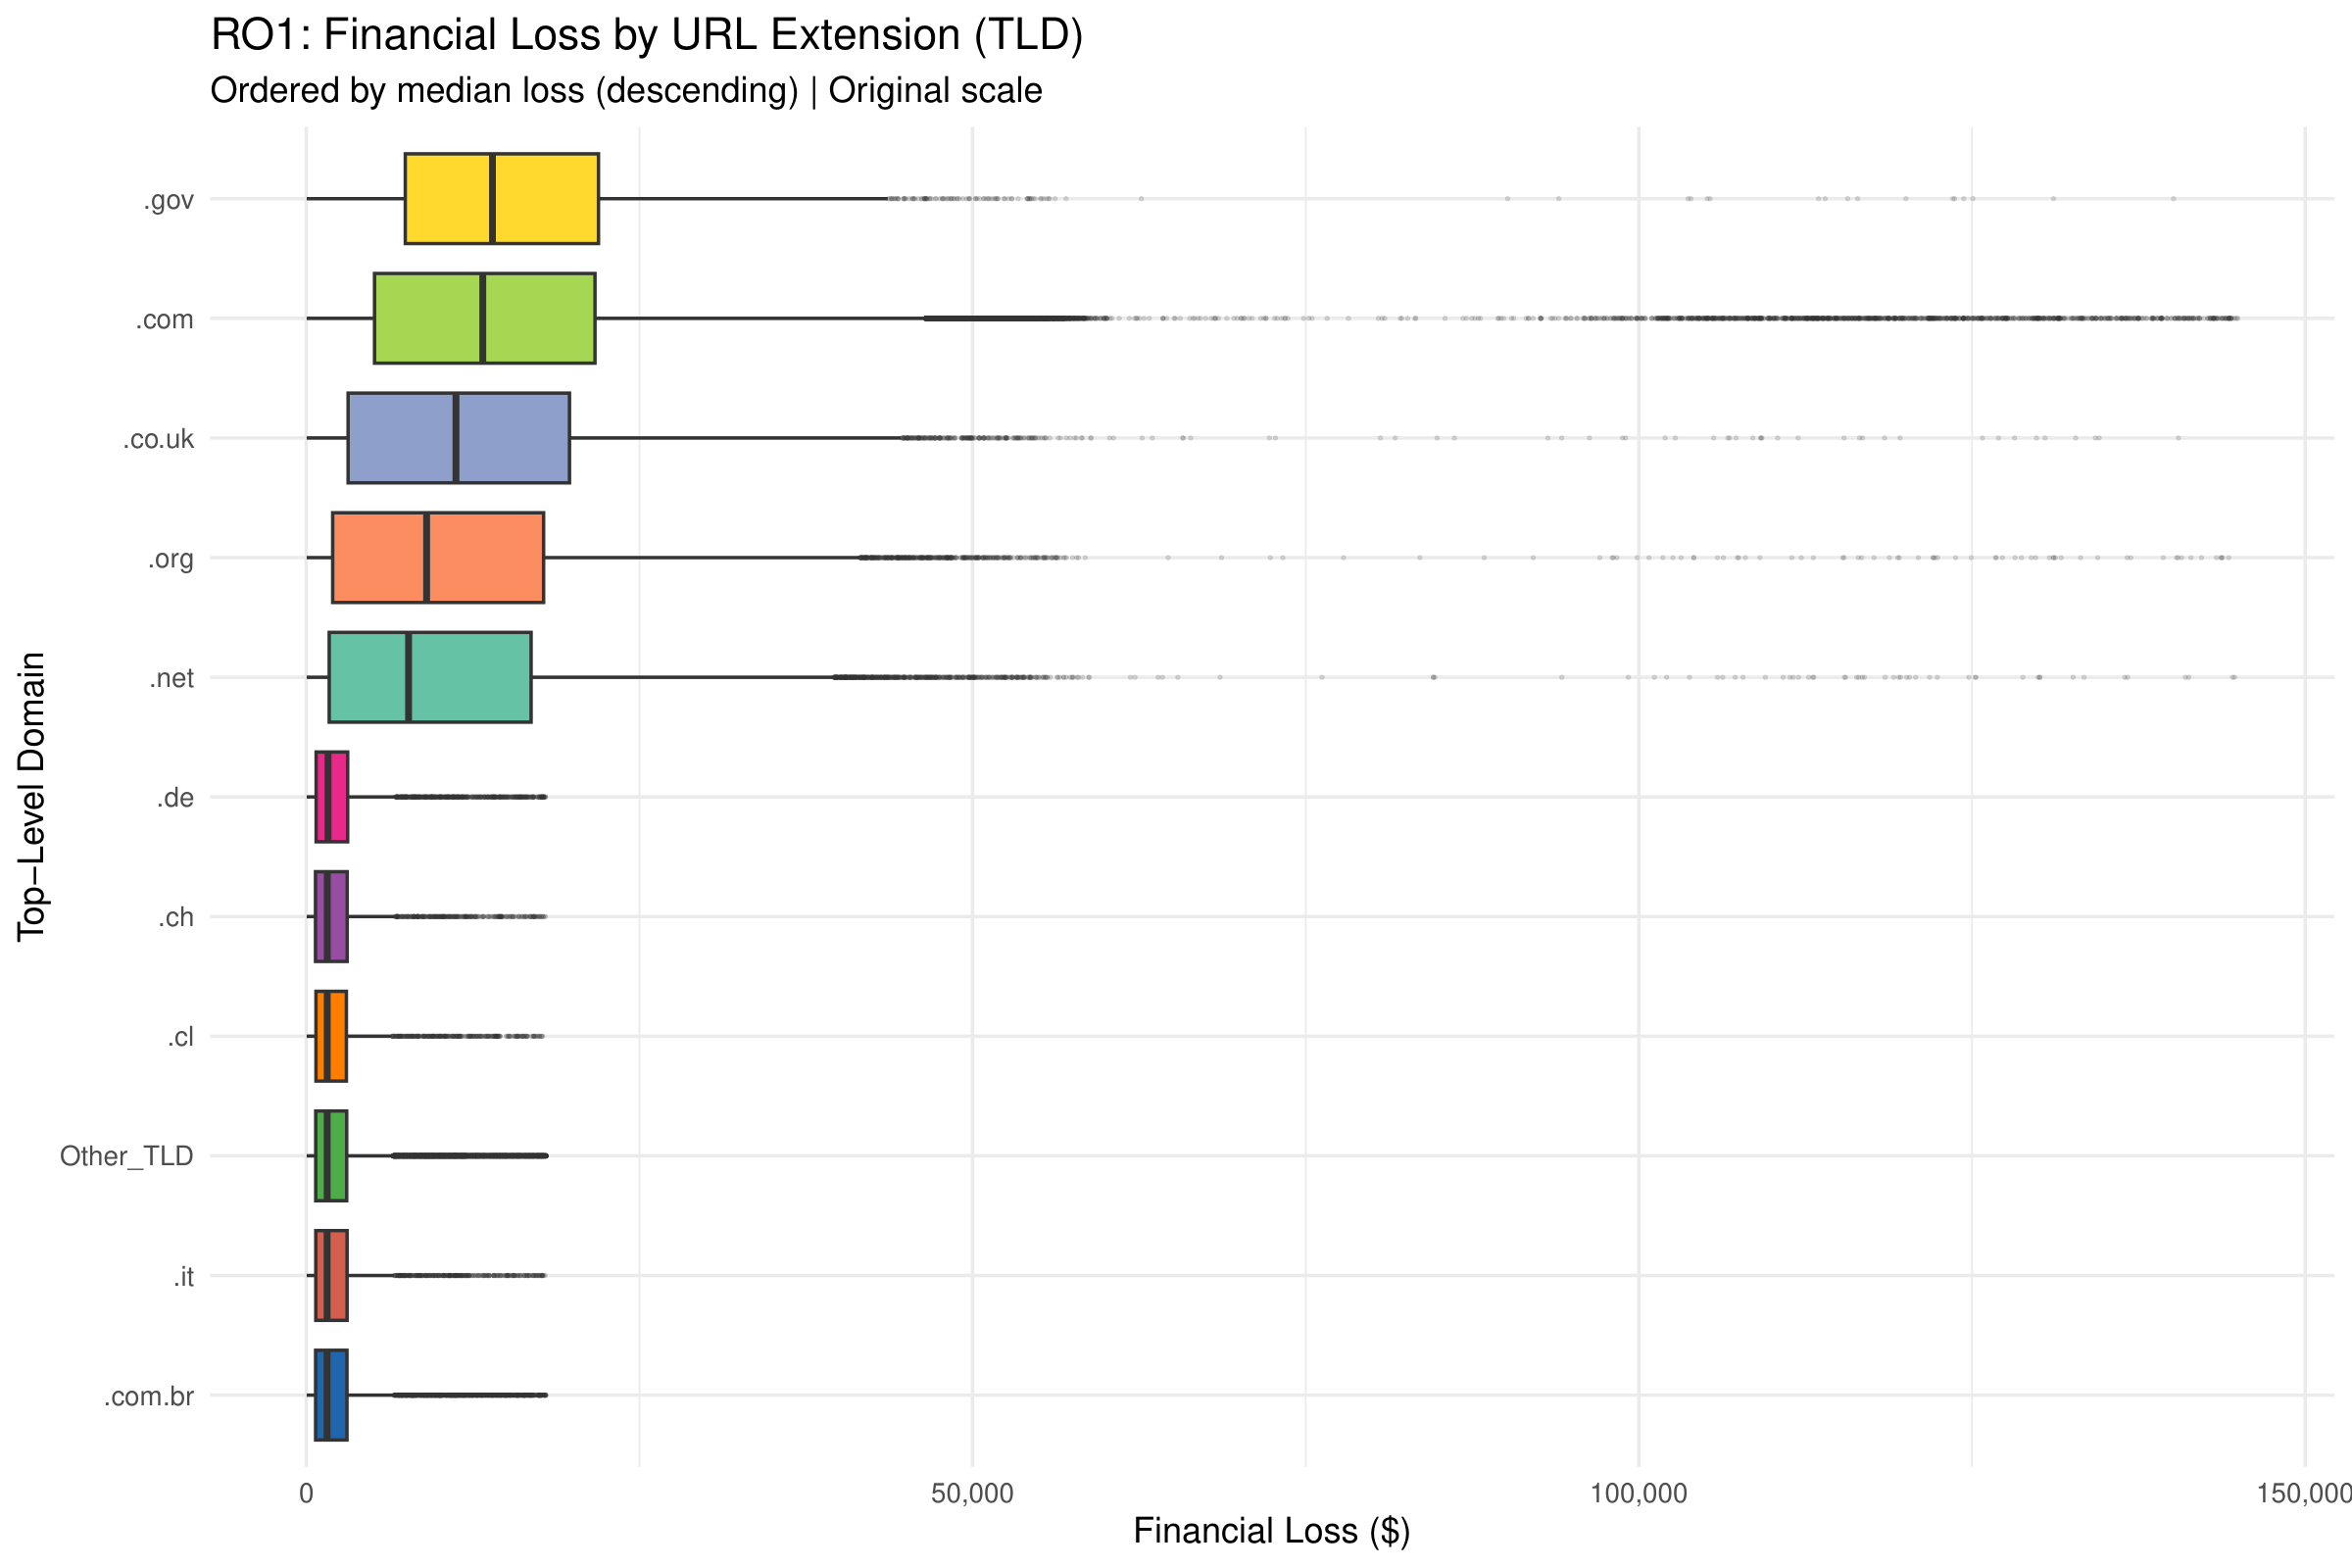 RO1: Financial Loss by URL Extension (TLD)
Ordered by median loss (descending) | Original scale
Top−Level Domain
.gov
.com
.co.uk
.org
.net
.de
.ch
.cl
Other_TLD
.it
.com.br
0
50,000
100,000
150,000
Financial Loss ($)